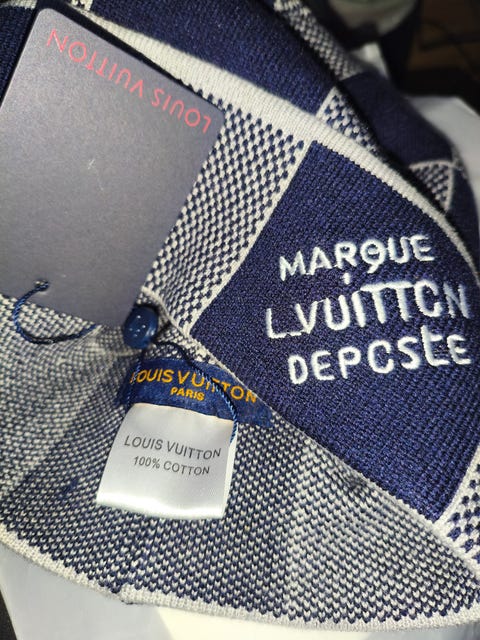 LOUIS VUITTON
MARQUE
L.VUITTON
DEPOSEE
LOUIS VUITTON
PARIS
LOUIS VUITTON
100% COTTON